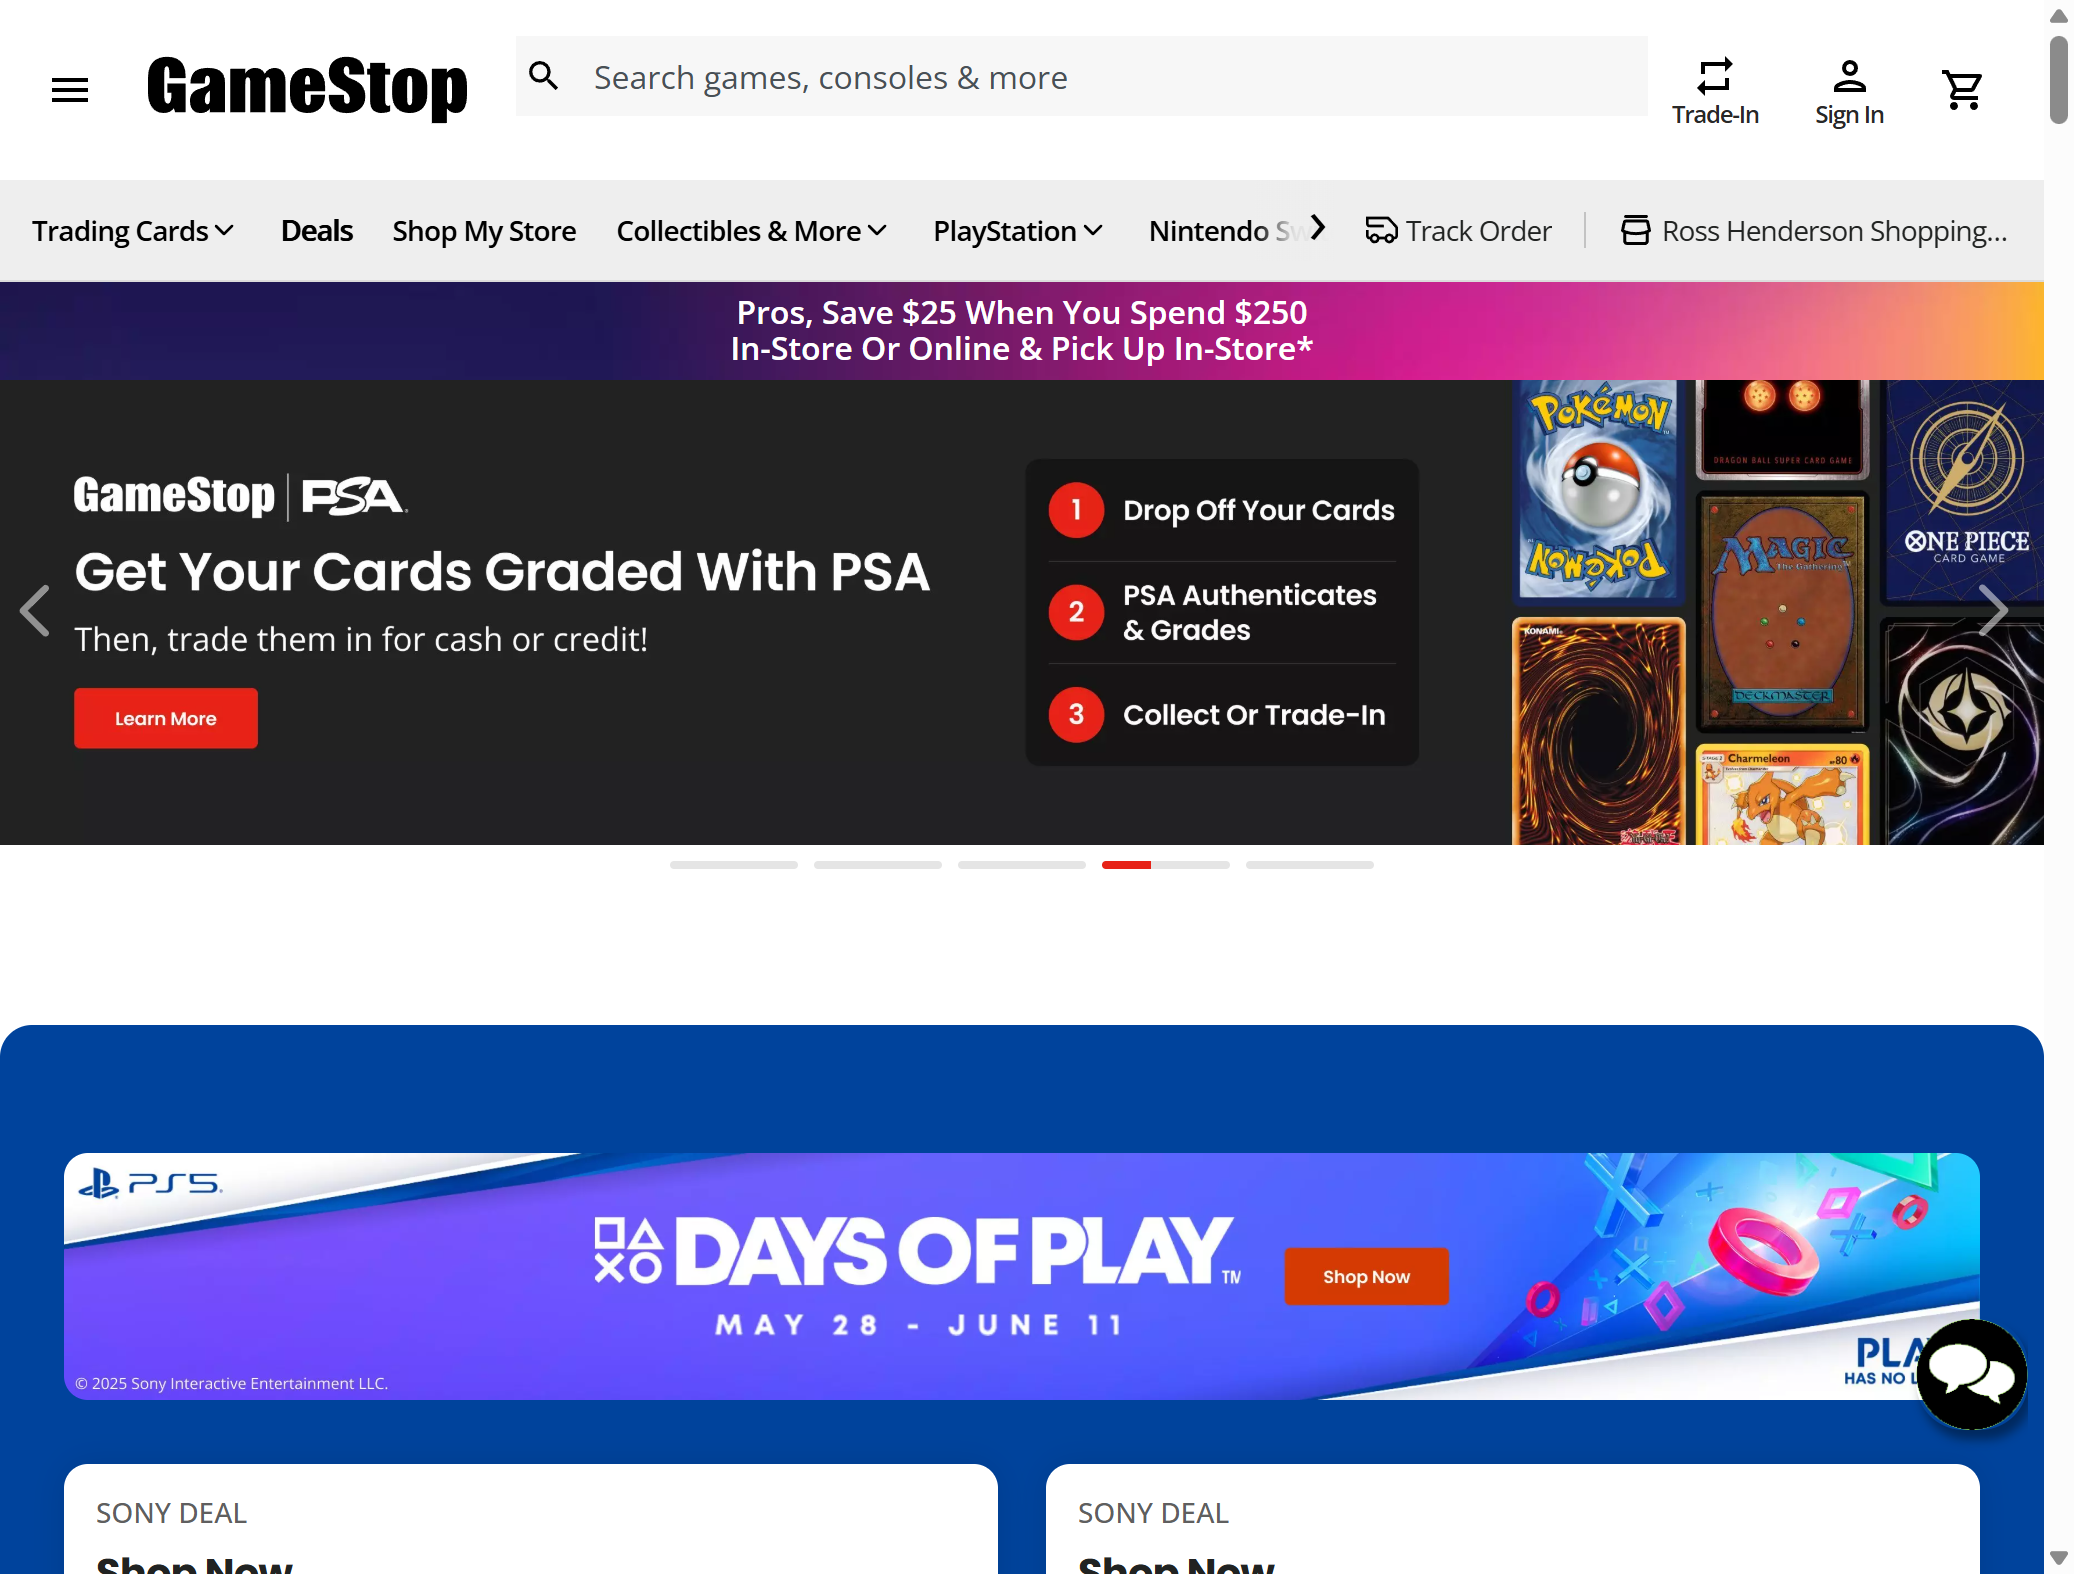 GameStop
Search games, consoles & more
Trade-In
Sign In
Trading Cards
Deals
Shop My Store
Collectibles & More
PlayStation
Nintendo Sw
Track Order
Ross Henderson Shopping...
Pros, Save $25 When You Spend $250
In-Store Or Online & Pick Up In-Store*
GameStop | PSA
Get Your Cards Graded With PSA
Then, trade them in for cash or credit!
Learn More
1 Drop Off Your Cards
2 PSA Authenticates
& Grades
3 Collect Or Trade-In
POKéMON
POKéMON
DRAGON BALL SUPER CARD GAME
ONE PIECE
CARD GAME
MAGIC
The Gathering
DECKMASTER
KONAMI
Charmeleon
80
PS5
DAYS OF PLAY™
MAY 28 - JUNE 11
Shop Now
© 2025 Sony Interactive Entertainment LLC.
PLA
HAS NO L
SONY DEAL
Shop Now
SONY DEAL
Shop Now